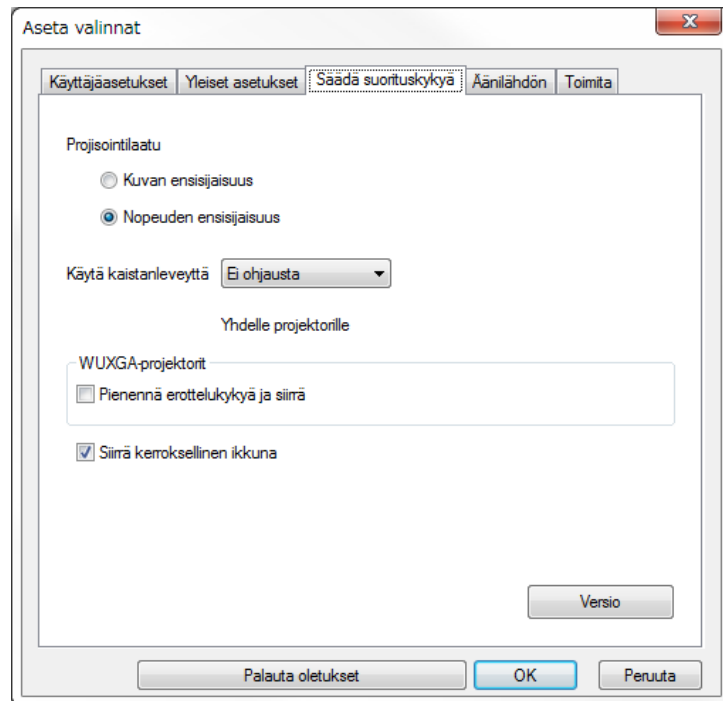 Aseta valinnat
Käyttäjäasetukset Yleiset asetukset Säädä suorituskykyä Äänilähdön Toimita
Projisointilaatu
Kuvan ensisijaisuus
Nopeuden ensisijaisuus
Käytä kaistanleveyttä Ei ohjausta
Yhdelle projektorille
WUXGA-projektorit
Pienennä erottelukykyä ja siirrä
Siirrä kerroksellinen ikkuna
Versio
Palauta oletukset OK Peruuta